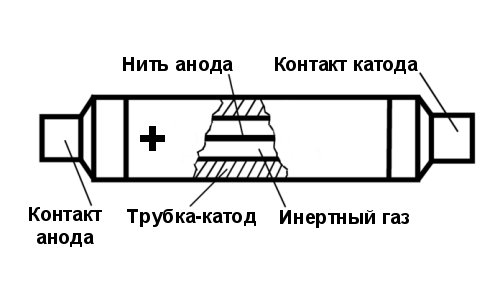 Нить анода
Контакт катода
+
Контакт
анода
Трубка-катод
Инертный газ